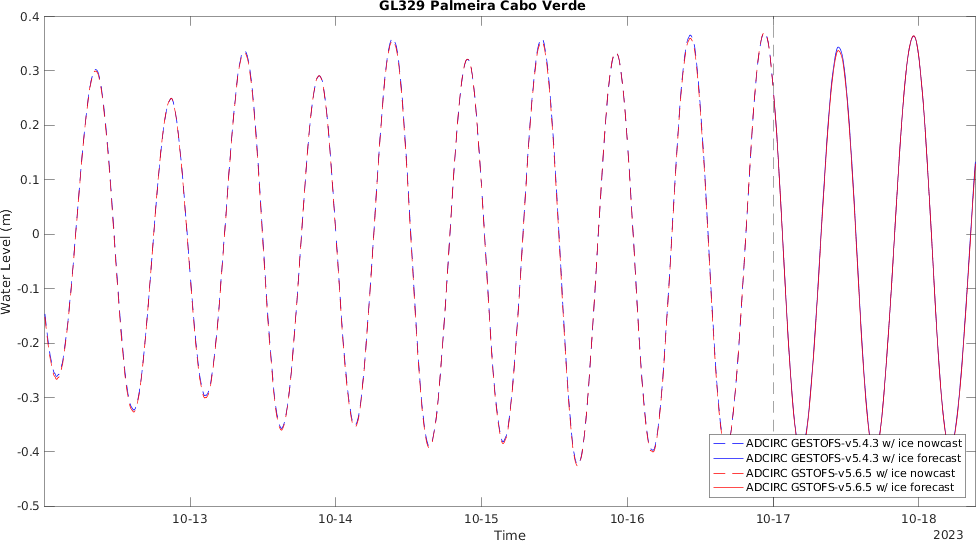 GL329 Palmeira Cabo Verde
Water Level (m)
0.4
0.3
0.2
0.1
0
-0.1
-0.2
-0.3
-0.4
-0.5
ADCIRC GESTOFS-v5.4.3 w/ ice nowcast
ADCIRC GESTOFS-v5.4.3 w/ ice forecast
ADCIRC GSTOFS-v5.6.5 w/ ice nowcast
ADCIRC GSTOFS-v5.6.5 w/ ice forecast
10-13 10-14 10-15 10-16 10-17 10-18
Time
2023